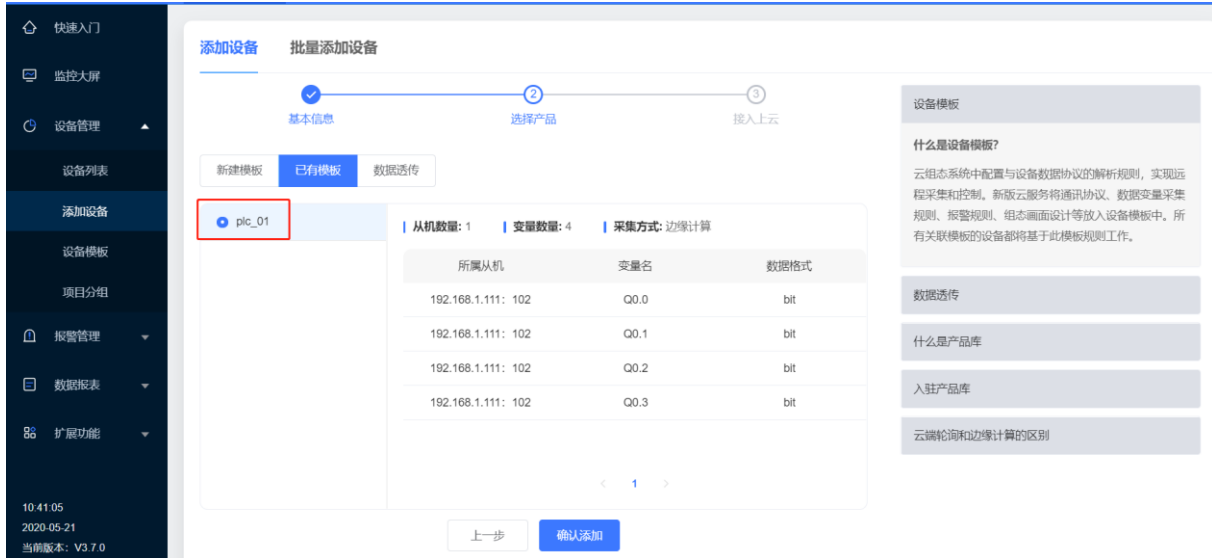 快速入门
监控大屏
设备管理
设备列表
添加设备
设备模板
项目分组
报警管理
数据报表
扩展功能
10:41:05
2020-05-21
当前版本：V3.7.0
添加设备 批量添加设备
2 3
基本信息 选择产品 接入上云
新建模板 已有模板 数据透传
plc_01
从机数量: 1 变量数量: 4 采集方式: 边缘计算
所属从机 变量名 数据格式
192.168.1.111：102 Q0.0 bit
192.168.1.111：102 Q0.1 bit
192.168.1.111：102 Q0.2 bit
192.168.1.111：102 Q0.3 bit
< 1 >
上一步 确认添加
设备模板
什么是设备模板?
云组态系统中配置与设备数据协议的解析规则，实现远
程采集和控制。新版云服务将通讯协议、数据变量采集
规则、报警规则、组态画面设计等放入设备模板中。所
有关联模板的设备都将基于此模板规则工作。
数据透传
什么是产品库
入驻产品库
云端轮询和边缘计算的区别